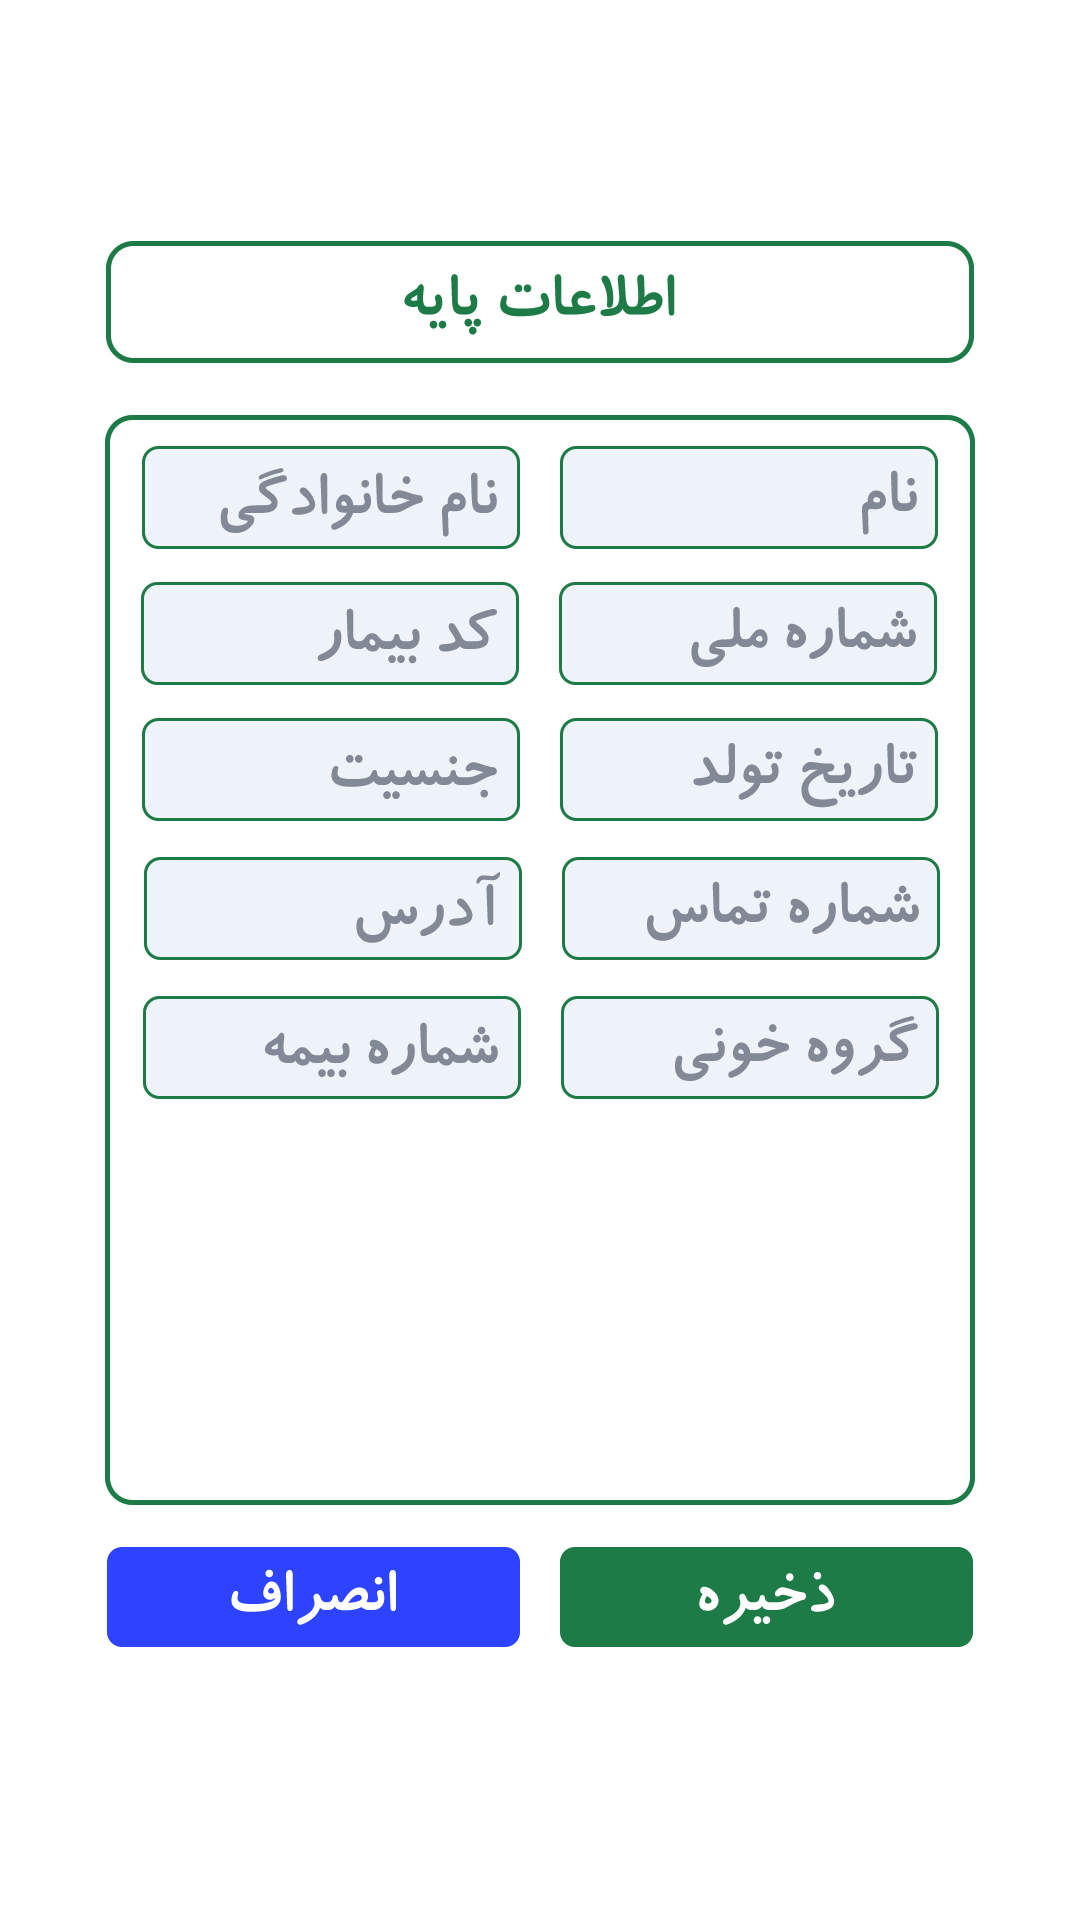 اطلاعات پایه
نام
نام خانوادگی
شماره ملی
کد بیمار
تاریخ تولد
جنسیت
شماره تماس
آدرس
گروه خونی
شماره بیمه
ذخیره
انصراف